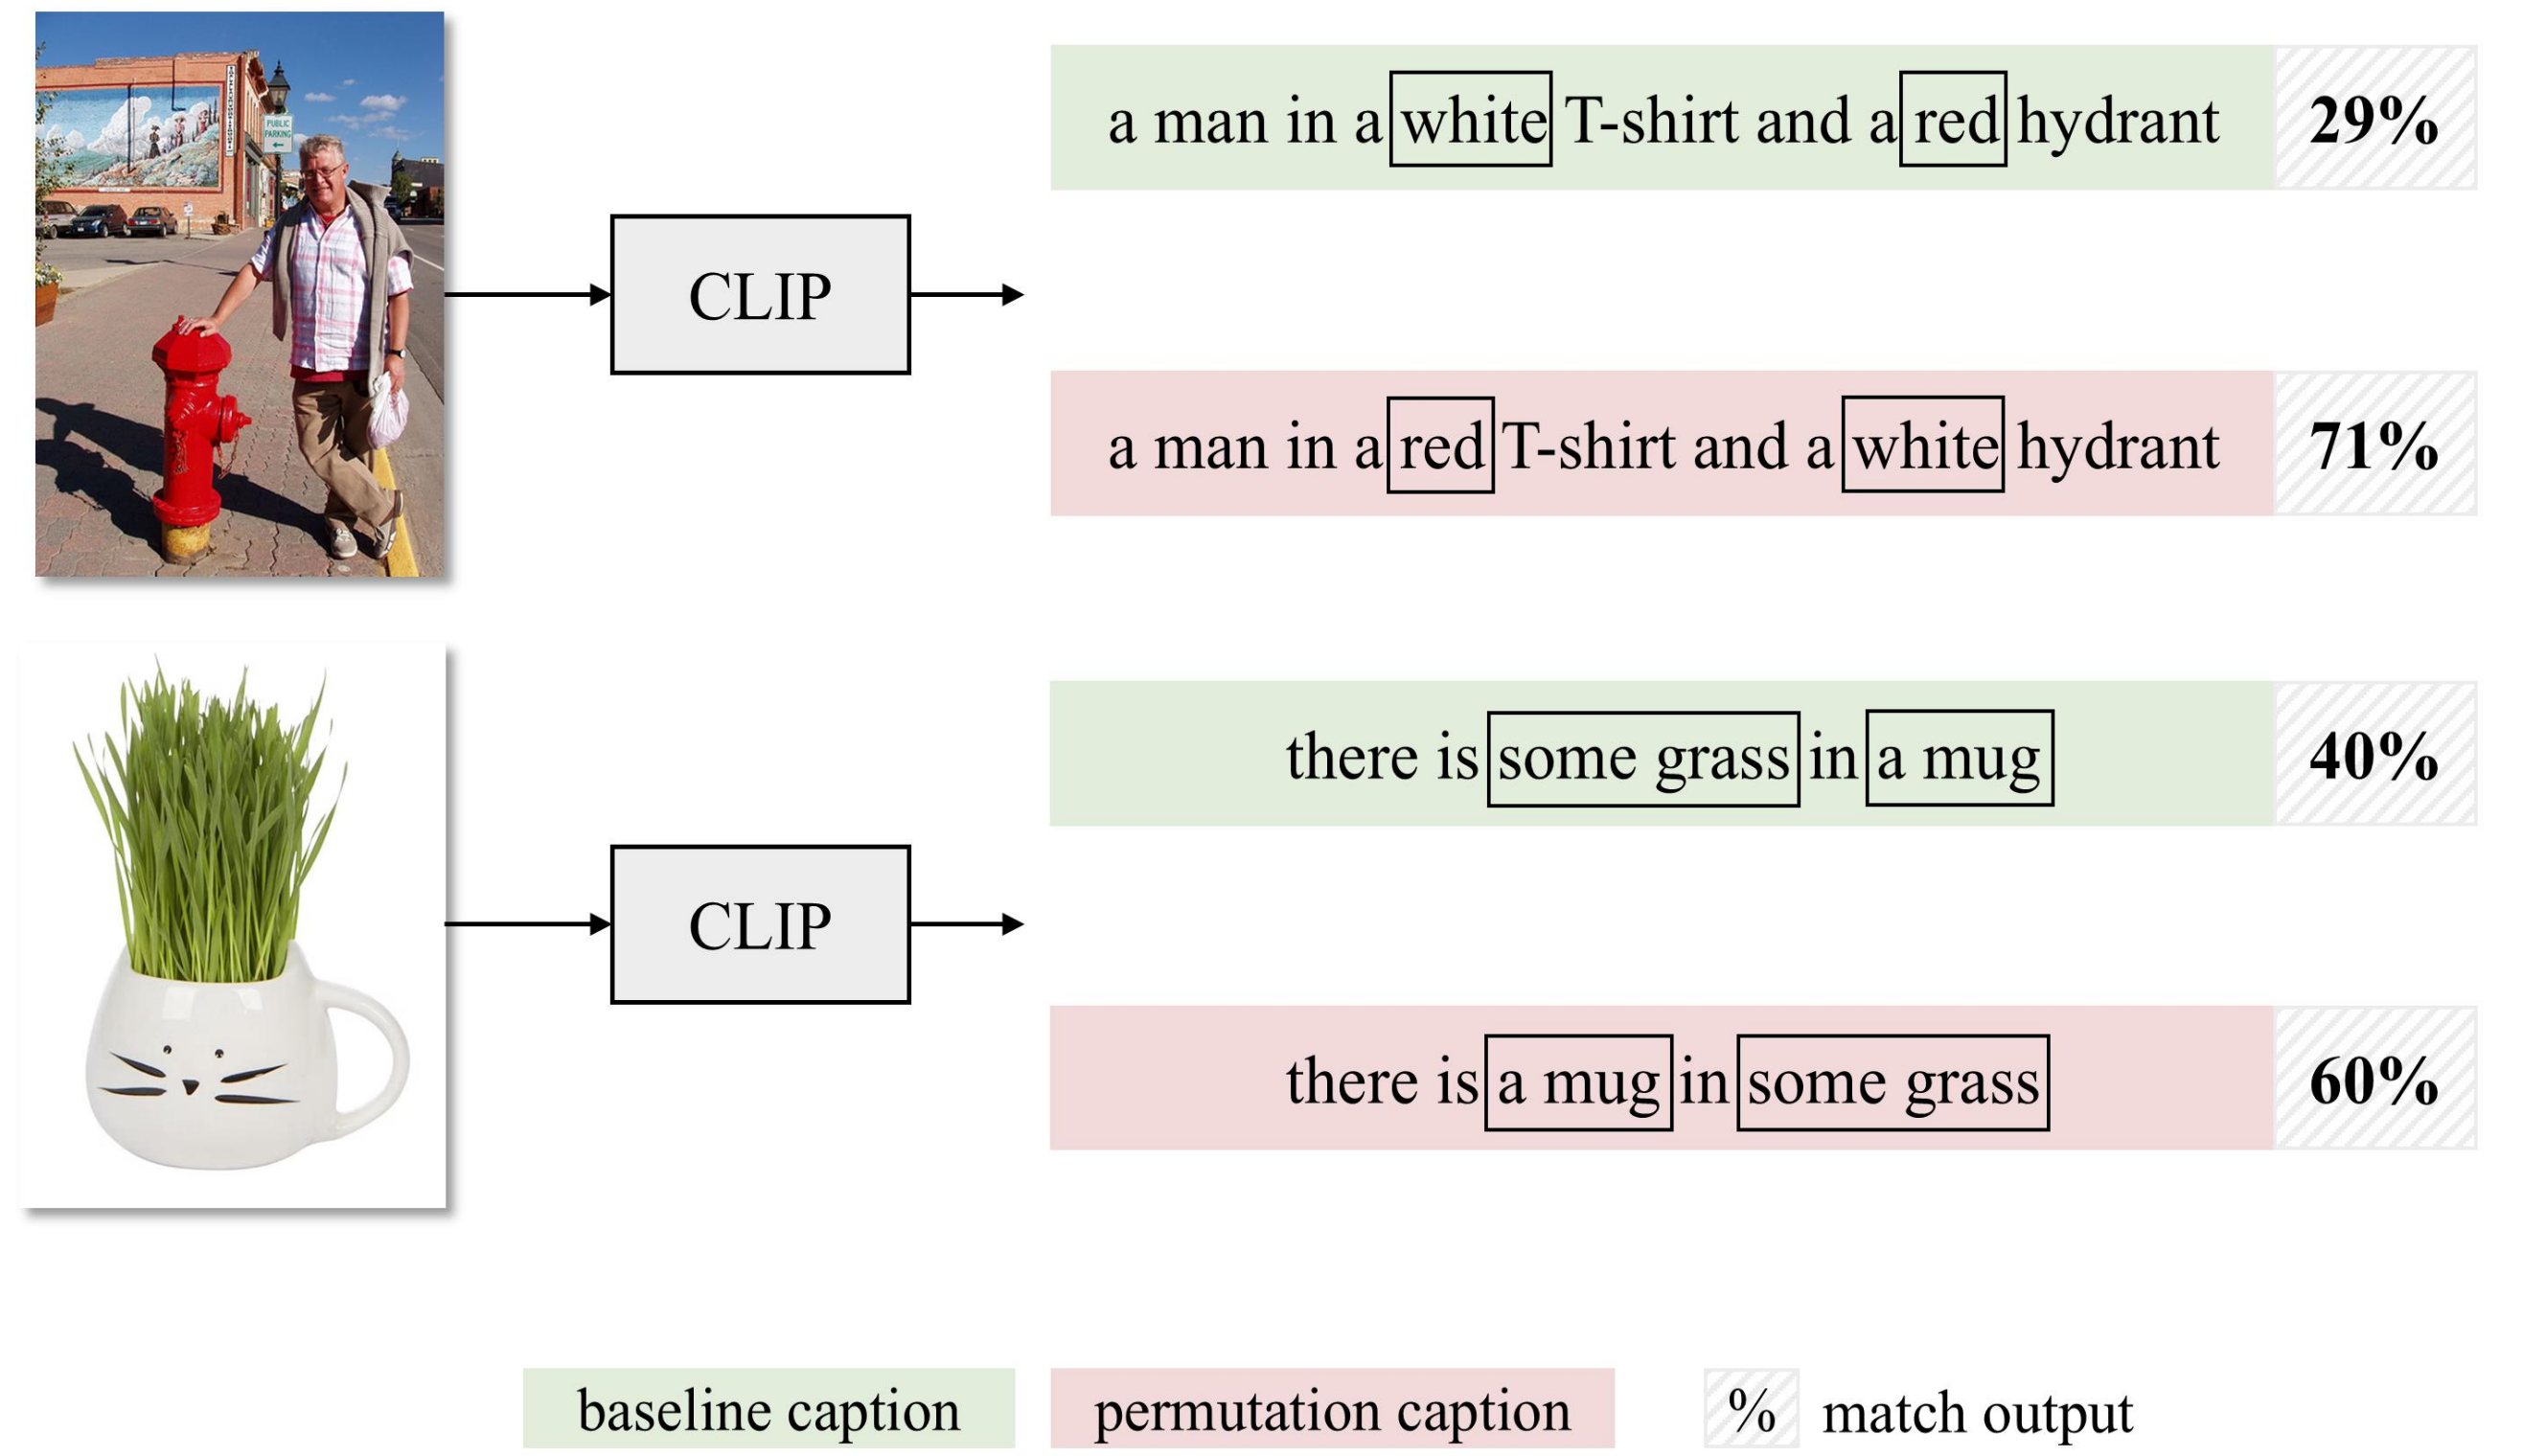 PUBLIC
PARKING
a man in a white T-shirt and a red hydrant 29%
CLIP
a man in a red T-shirt and a white hydrant 71%
there is some grass in a mug 40%
CLIP
there is a mug in some grass 60%
baseline caption permutation caption % match output